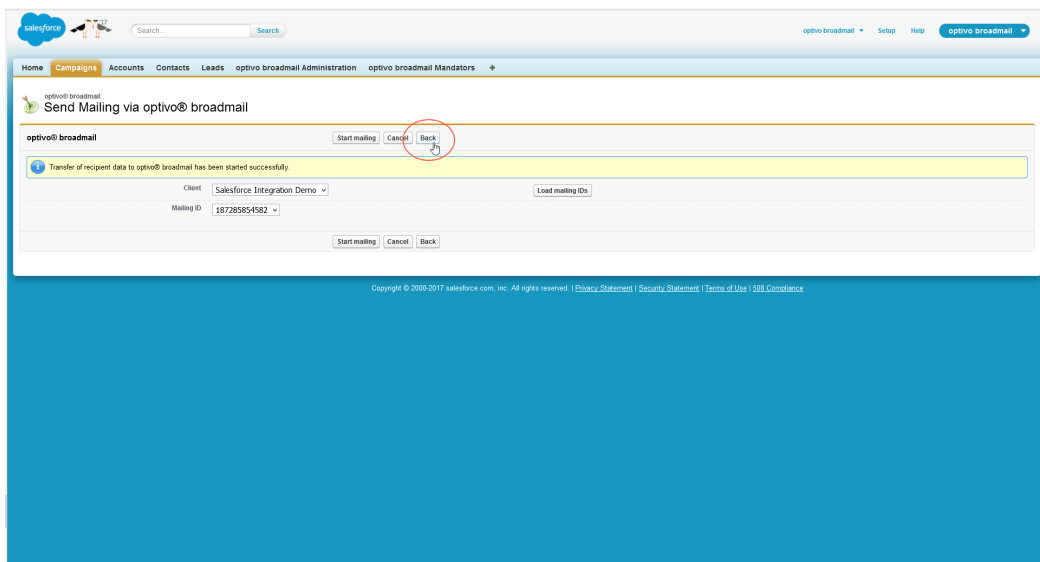 salesforce
Search...
Search
optivo broadmail
Setup
Help
optivo broadmail
Home Campaigns Accounts Contacts Leads optivo broadmail Administration optivo broadmail Mandators +
optivo® broadmail
Send Mailing via optivo® broadmail
optivo® broadmail
Start mailing Cancel Back
Transfer of recipient data to optivo® broadmail has been started successfully.
Client Salesforce Integration Demo Load mailing IDs
Mailing ID 187285854582
Start mailing Cancel Back
Copyright © 2000-2017 salesforce.com, inc. All rights reserved. | Privacy Statement | Security Statement | Terms of Use | 508 Compliance